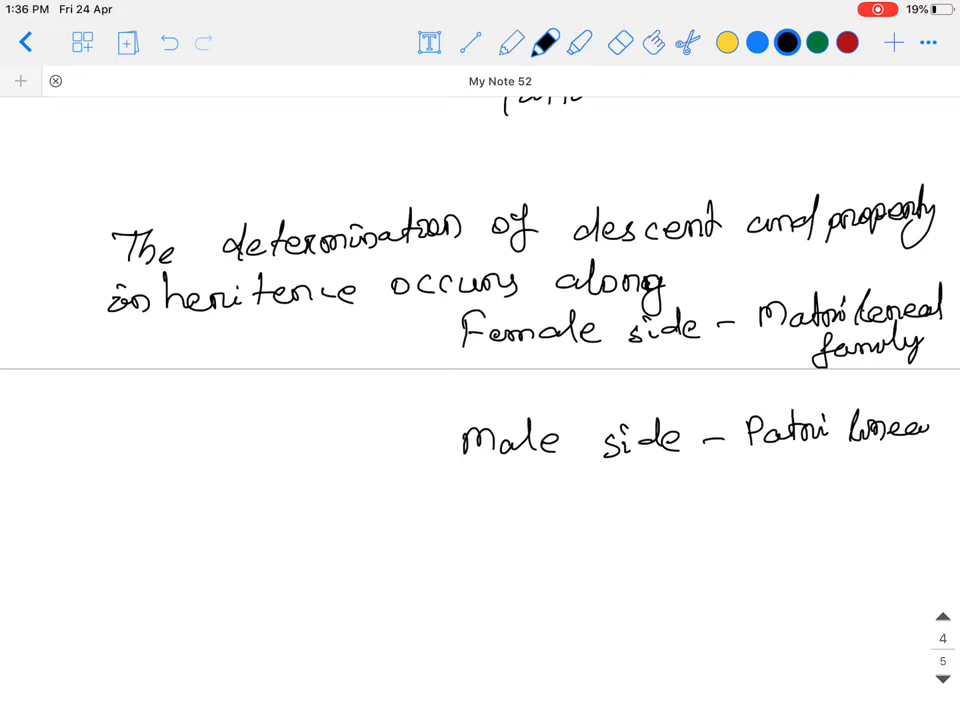 1:36 PM Fri 24 Apr
19%
My Note 52
The determination of descent and property
inheritence occurs along
Female side - Matrilineal
family
Male side - Patri linea
4
5